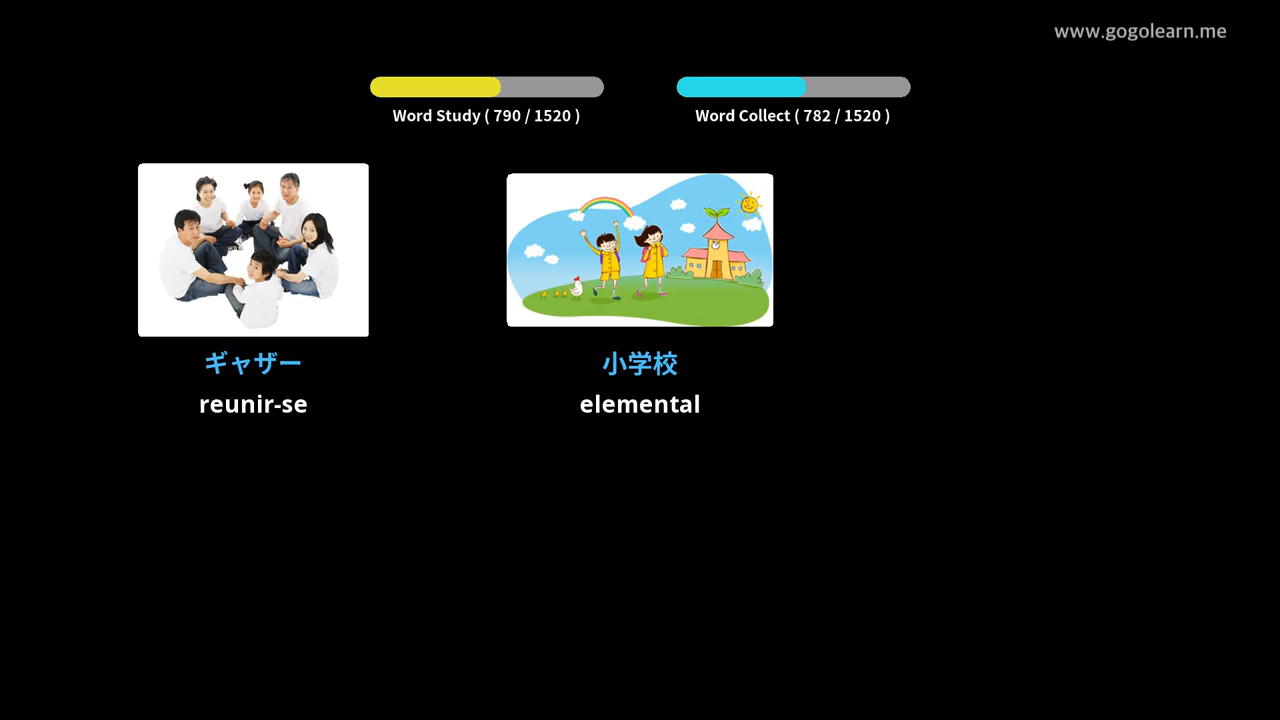 www.gogolearn.me
Word Study ( 790 / 1520 )
Word Collect ( 782 / 1520 )
ギャザー
reunir-se
小学校
elemental